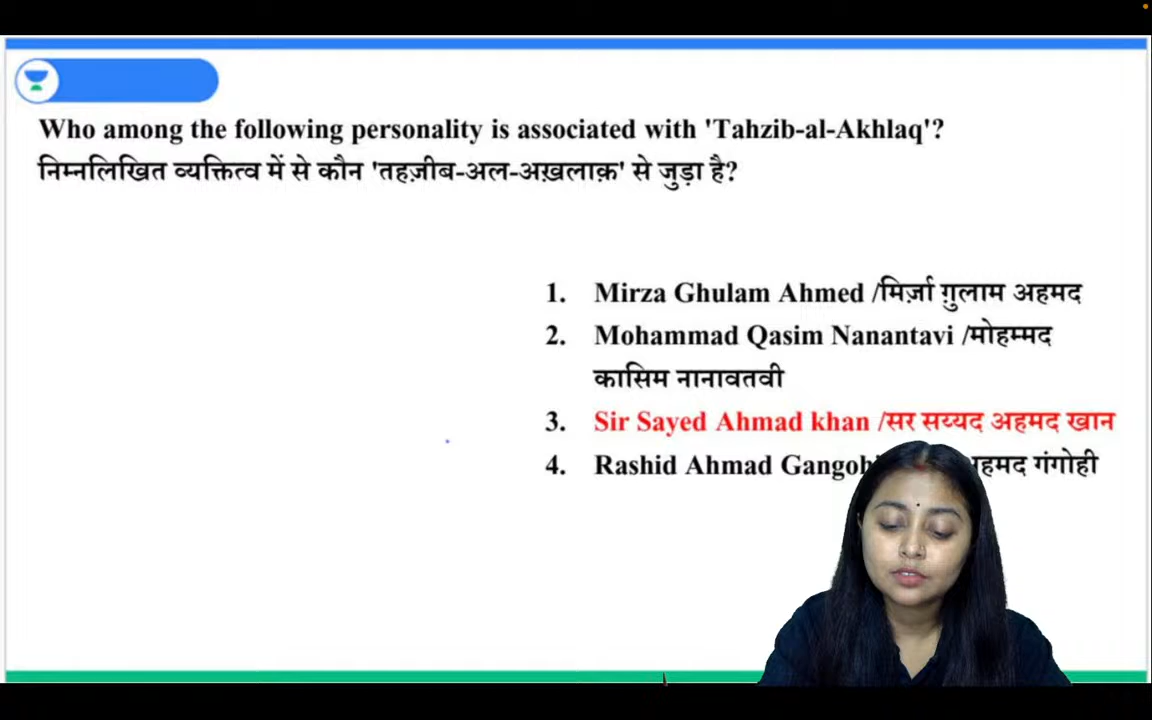 Who among the following personality is associated with 'Tahzib-al-Akhlaq'?
निम्नलिखित व्यक्तित्व में से कौन 'तहज़ीब-अल-अख़लाक़' से जुड़ा है?
1. Mirza Ghulam Ahmed /मिर्ज़ा ग़ुलाम अहमद
2. Mohammad Qasim Nanantavi /मोहम्मद
कासिम नानावतवी
3. Sir Sayed Ahmad khan /सर सय्यद अहमद खान
4. Rashid Ahmad गंगोही